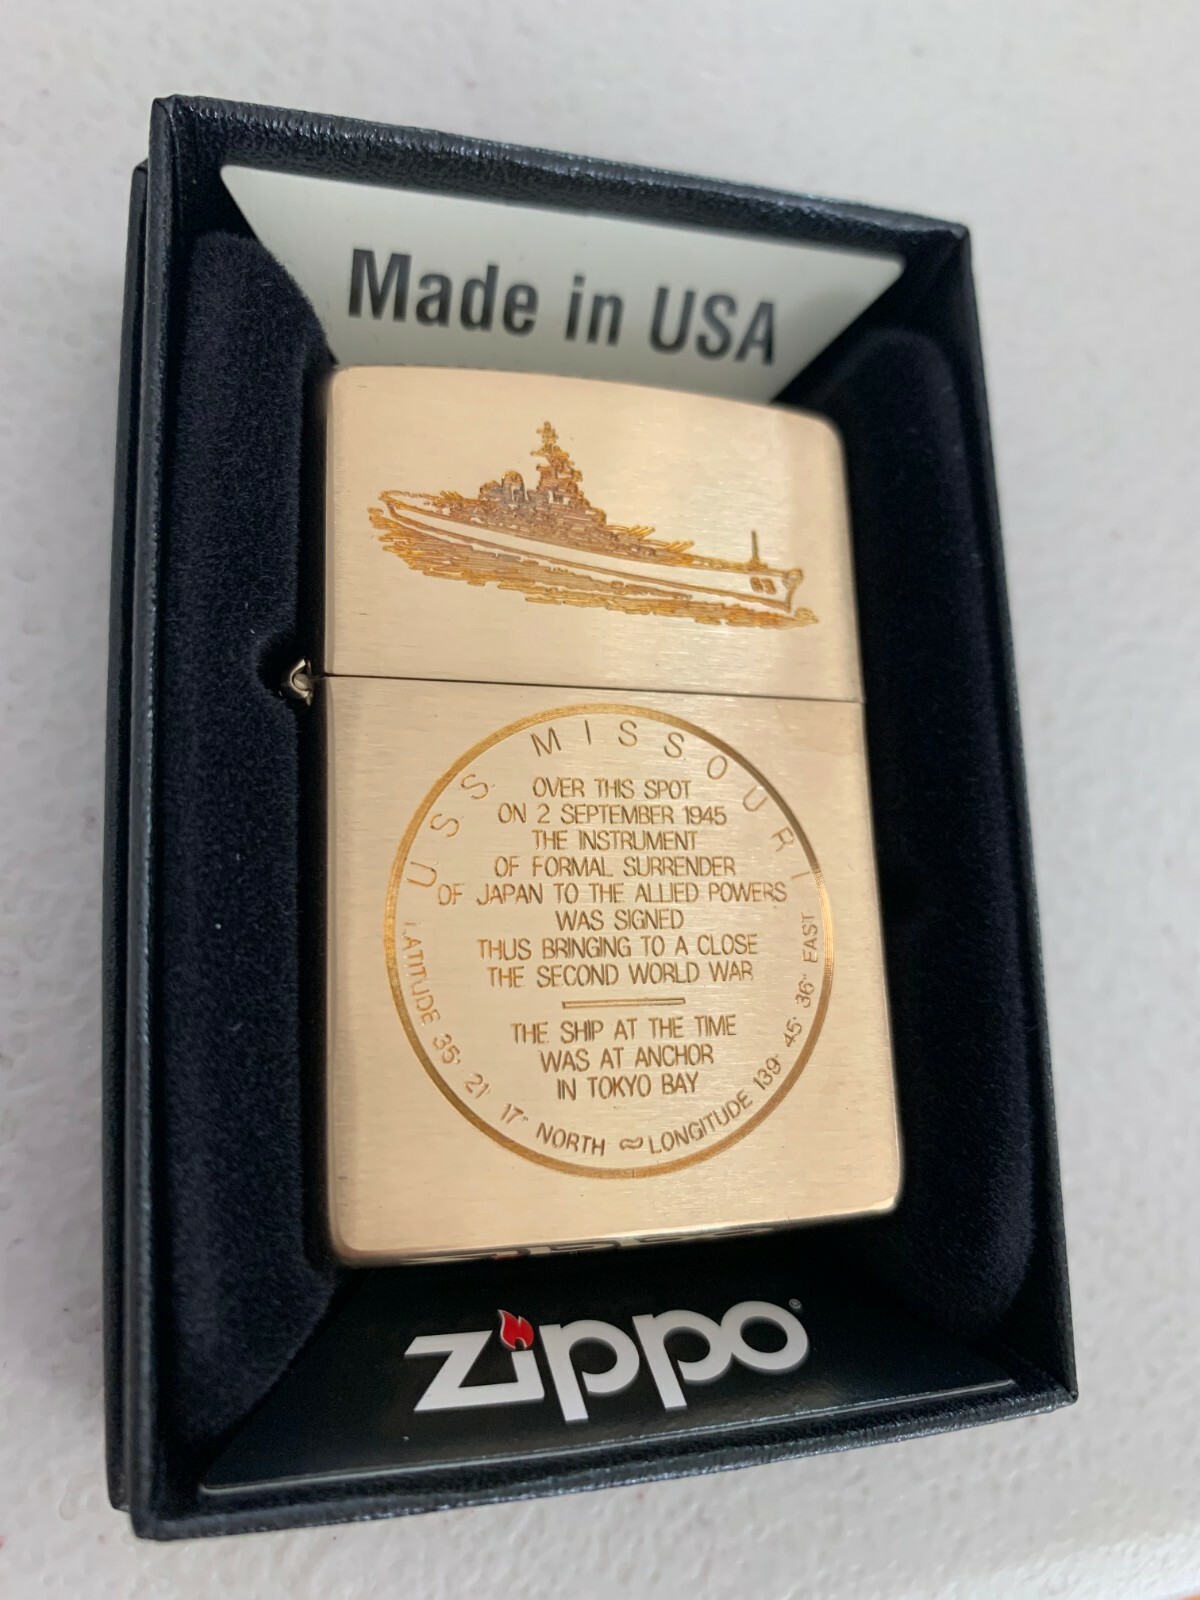 Made in USA
63
USS MISSOURI
OVER THIS SPOT
ON 2 SEPTEMBER 1945
THE INSTRUMENT
OF FORMAL SURRENDER
OF JAPAN TO THE ALLIED POWERS
WAS SIGNED
THUS BRINGING TO A CLOSE
THE SECOND WORLD WAR
THE SHIP AT THE TIME
WAS AT ANCHOR
IN TOKYO BAY
LATITUDE 35° 21' 17" NORTH ~ LONGITUDE 139° 45' 36" EAST
zippo®